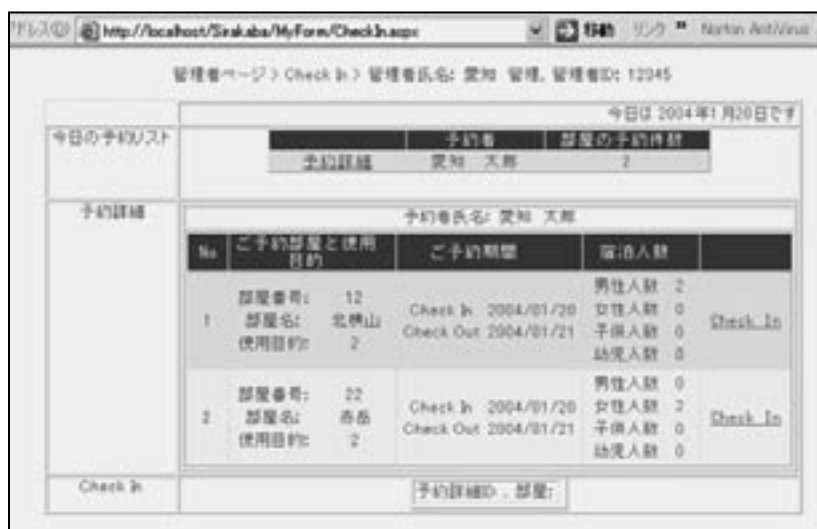 アドレス(D) http://localhost/Sirakaba/MyForm/CheckIn.aspx 移動 リンク » Norton AntiVirus
管理者ページ > Check In > 管理者氏名: 愛知 管理, 管理者ID: 12345
今日は 2004年1月20日です
今日の予約リスト
予約者 部屋の予約件数
予約詳細 愛知 太郎 2
予約詳細
予約者氏名: 愛知 太郎
No ご予約部屋と使用目的 ご予約期間 宿泊人数
1
部屋番号: 12
部屋名: 北横山
使用目的: 2
Check In 2004/01/20
Check Out 2004/01/21
男性人数 2
女性人数 0
子供人数 0
幼児人数 0
Check In
2
部屋番号: 22
部屋名: 赤岳
使用目的: 2
Check In 2004/01/20
Check Out 2004/01/21
男性人数 0
女性人数 2
子供人数 0
幼児人数 0
Check In
Check In
予約詳細ID , 部屋: